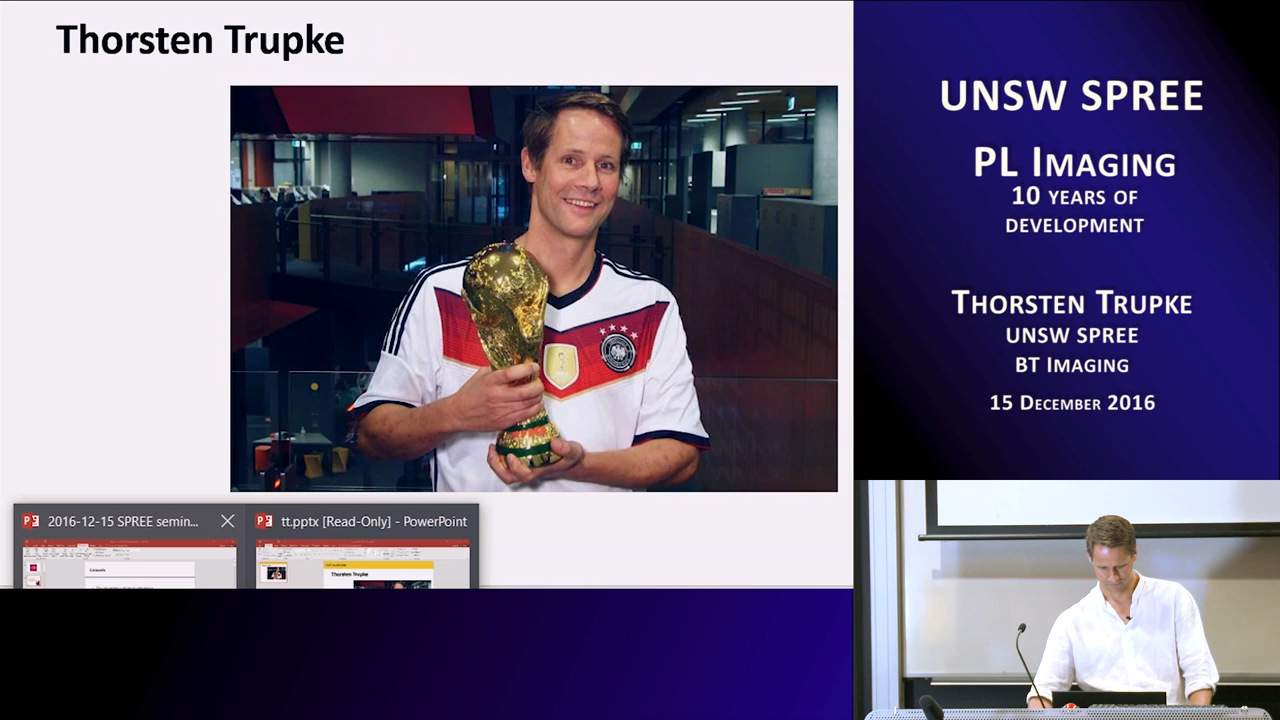 Thorsten Trupke
2016-12-15 SPREE semin...
tt.pptx [Read-Only] - PowerPoint
Thorsten Trupke
UNSW SPREE
PL Imaging
10 years of
development
Thorsten Trupke
UNSW SPREE
BT Imaging
15 December 2016